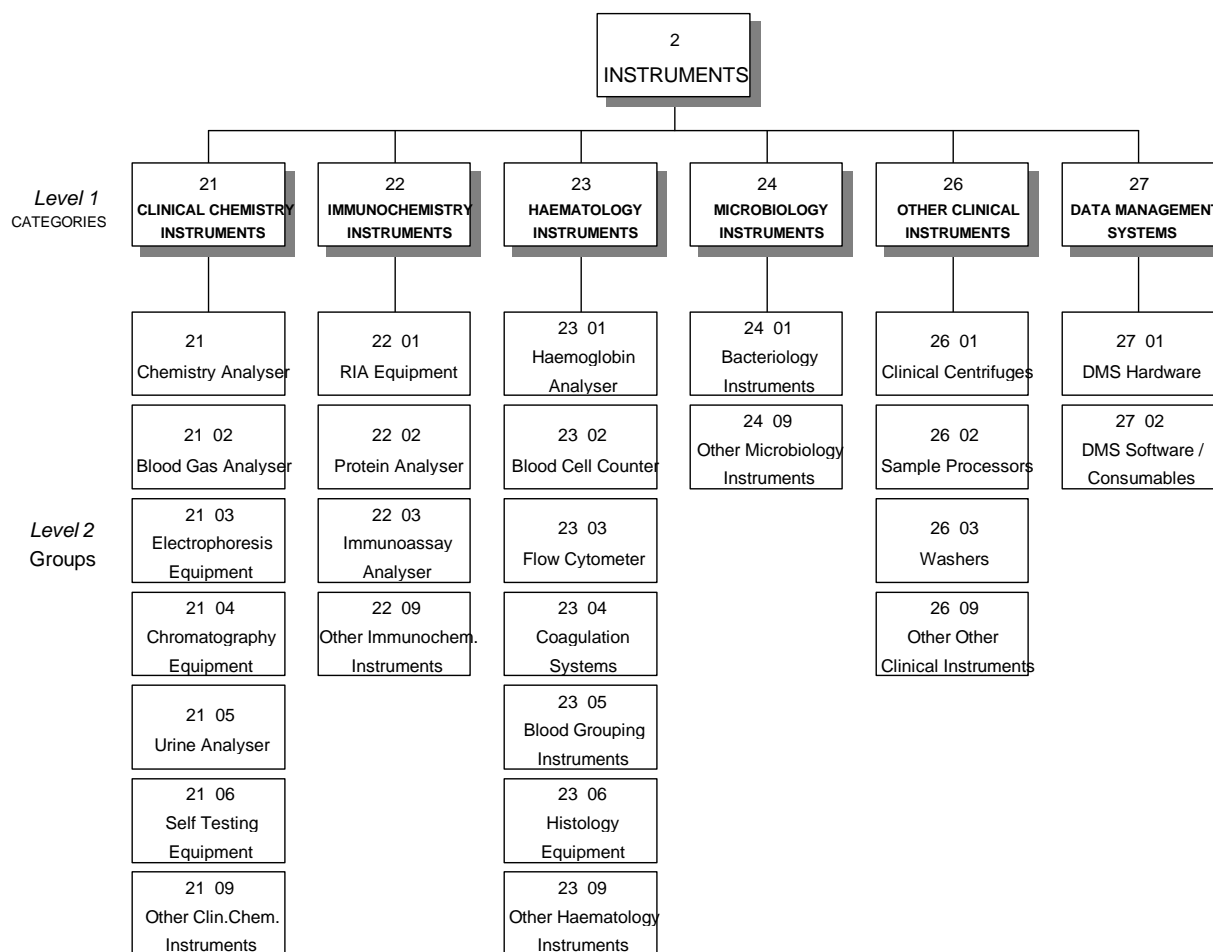 2
INSTRUMENTS
Level 1
CATEGORIES
21
CLINICAL CHEMISTRY
INSTRUMENTS
22
IMMUNOCHEMISTRY
INSTRUMENTS
23
HAEMATOLOGY
INSTRUMENTS
24
MICROBIOLOGY
INSTRUMENTS
26
OTHER CLINICAL
INSTRUMENTS
27
DATA MANAGEMENT
SYSTEMS
Level 2
Groups
21
Chemistry Analyser
21 02
Blood Gas Analyser
21 03
Electrophoresis
Equipment
21 04
Chromatography
Equipment
21 05
Urine Analyser
21 06
Self Testing
Equipment
21 09
Other Clin.Chem.
Instruments
22 01
RIA Equipment
22 02
Protein Analyser
22 03
Immunoassay
Analyser
22 09
Other Immunochem.
Instruments
23 01
Haemoglobin
Analyser
23 02
Blood Cell Counter
23 03
Flow Cytometer
23 04
Coagulation
Systems
23 05
Blood Grouping
Instruments
23 06
Histology
Equipment
23 09
Other Haematology
Instruments
24 01
Bacteriology
Instruments
24 09
Other Microbiology
Instruments
26 01
Clinical Centrifuges
26 02
Sample Processors
26 03
Washers
26 09
Other Other
Clinical Instruments
27 01
DMS Hardware
27 02
DMS Software /
Consumables